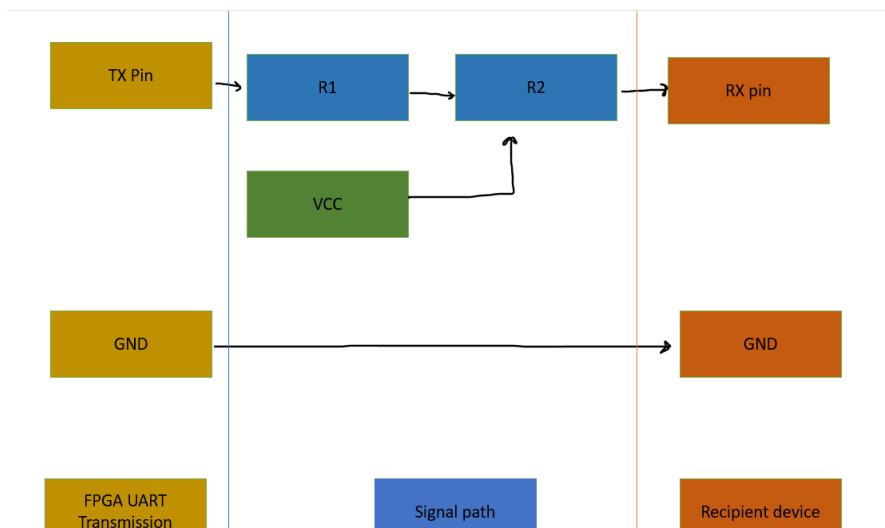 TX Pin
R1
R2
RX pin
VCC
GND
GND
FPGA UART
Transmission
Signal path
Recipient device